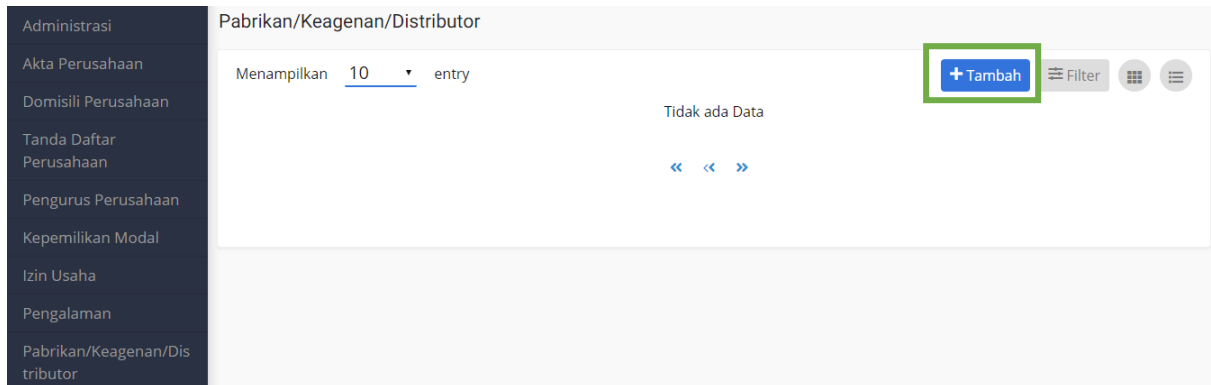 Administrasi
Akta Perusahaan
Domisili Perusahaan
Tanda Daftar
Perusahaan
Pengurus Perusahaan
Kepemilikan Modal
Izin Usaha
Pengalaman
Pabrikan/Keagenan/Dis
tributor
Pabrikan/Keagenan/Distributor
Menampilkan 10 entry
+ Tambah
Filter
Tidak ada Data